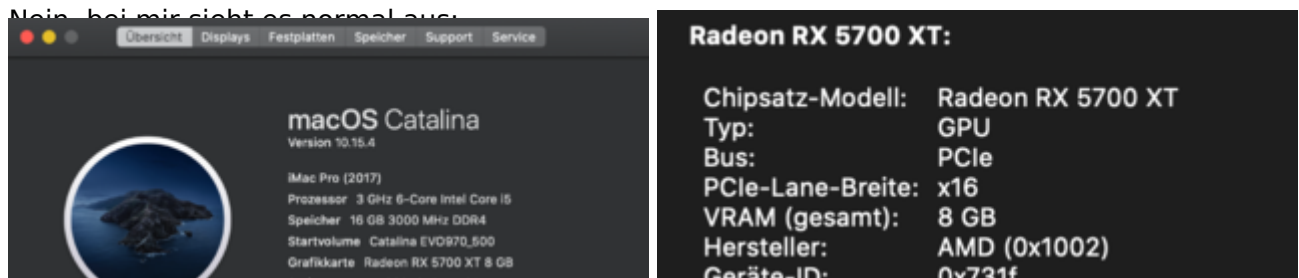 Nein, bei mir sieht es normal aus:
Übersicht Displays Festplatten Speicher Support Service
macOS Catalina
Version 10.15.4
iMac Pro (2017)
Prozessor 3 GHz 6-Core Intel Core i5
Speicher 16 GB 3000 MHz DDR4
Startvolume Catalina EVO970_500
Grafikkarte Radeon RX 5700 XT 8 GB
Radeon RX 5700 XT:
Chipsatz-Modell: Radeon RX 5700 XT
Typ: GPU
Bus: PCIe
PCIe-Lane-Breite: x16
VRAM (gesamt): 8 GB
Hersteller: AMD (0x1002)
Geräte-ID: 0x731f